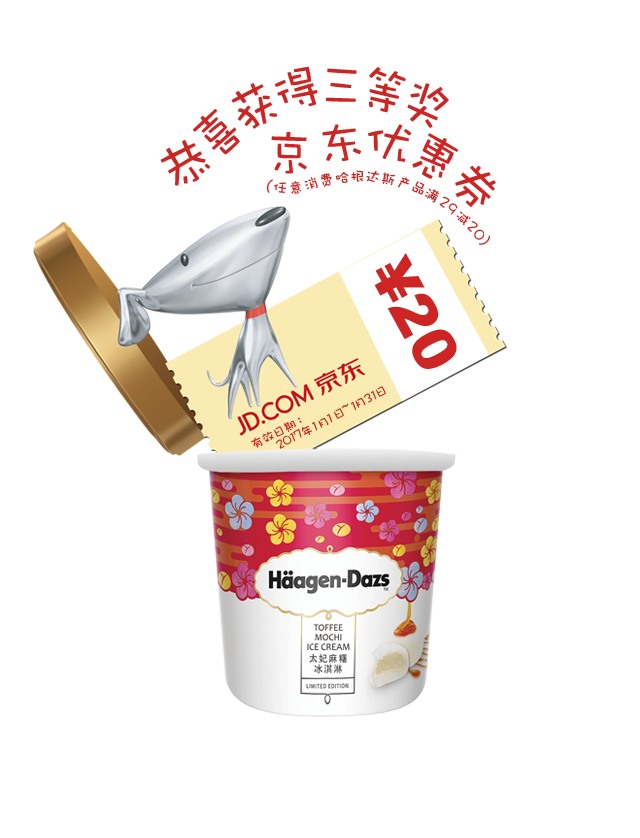 恭喜获得三等奖
京东优惠券
(任意消费哈根达斯产品满29减20)
¥20
JD.COM 京东
有效日期:
2017年1月1日~1月31日
Häagen-Dazs™
TOFFEE
MOCHI
ICE CREAM
太妃麻糬
冰淇淋
LIMITED EDITION